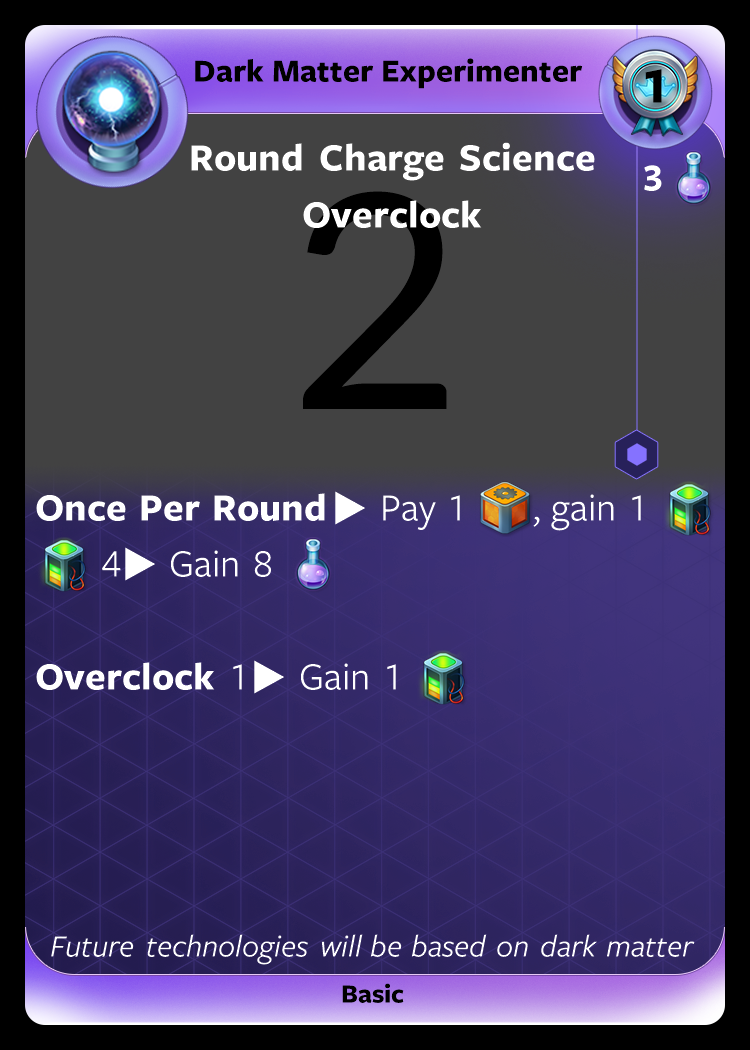 Dark Matter Experimenter
1
Round Charge Science
Overclock
3
2
Once Per Round▶ Pay 1 , gain 1
4▶ Gain 8
Overclock 1▶ Gain 1
Future technologies will be based on dark matter
Basic